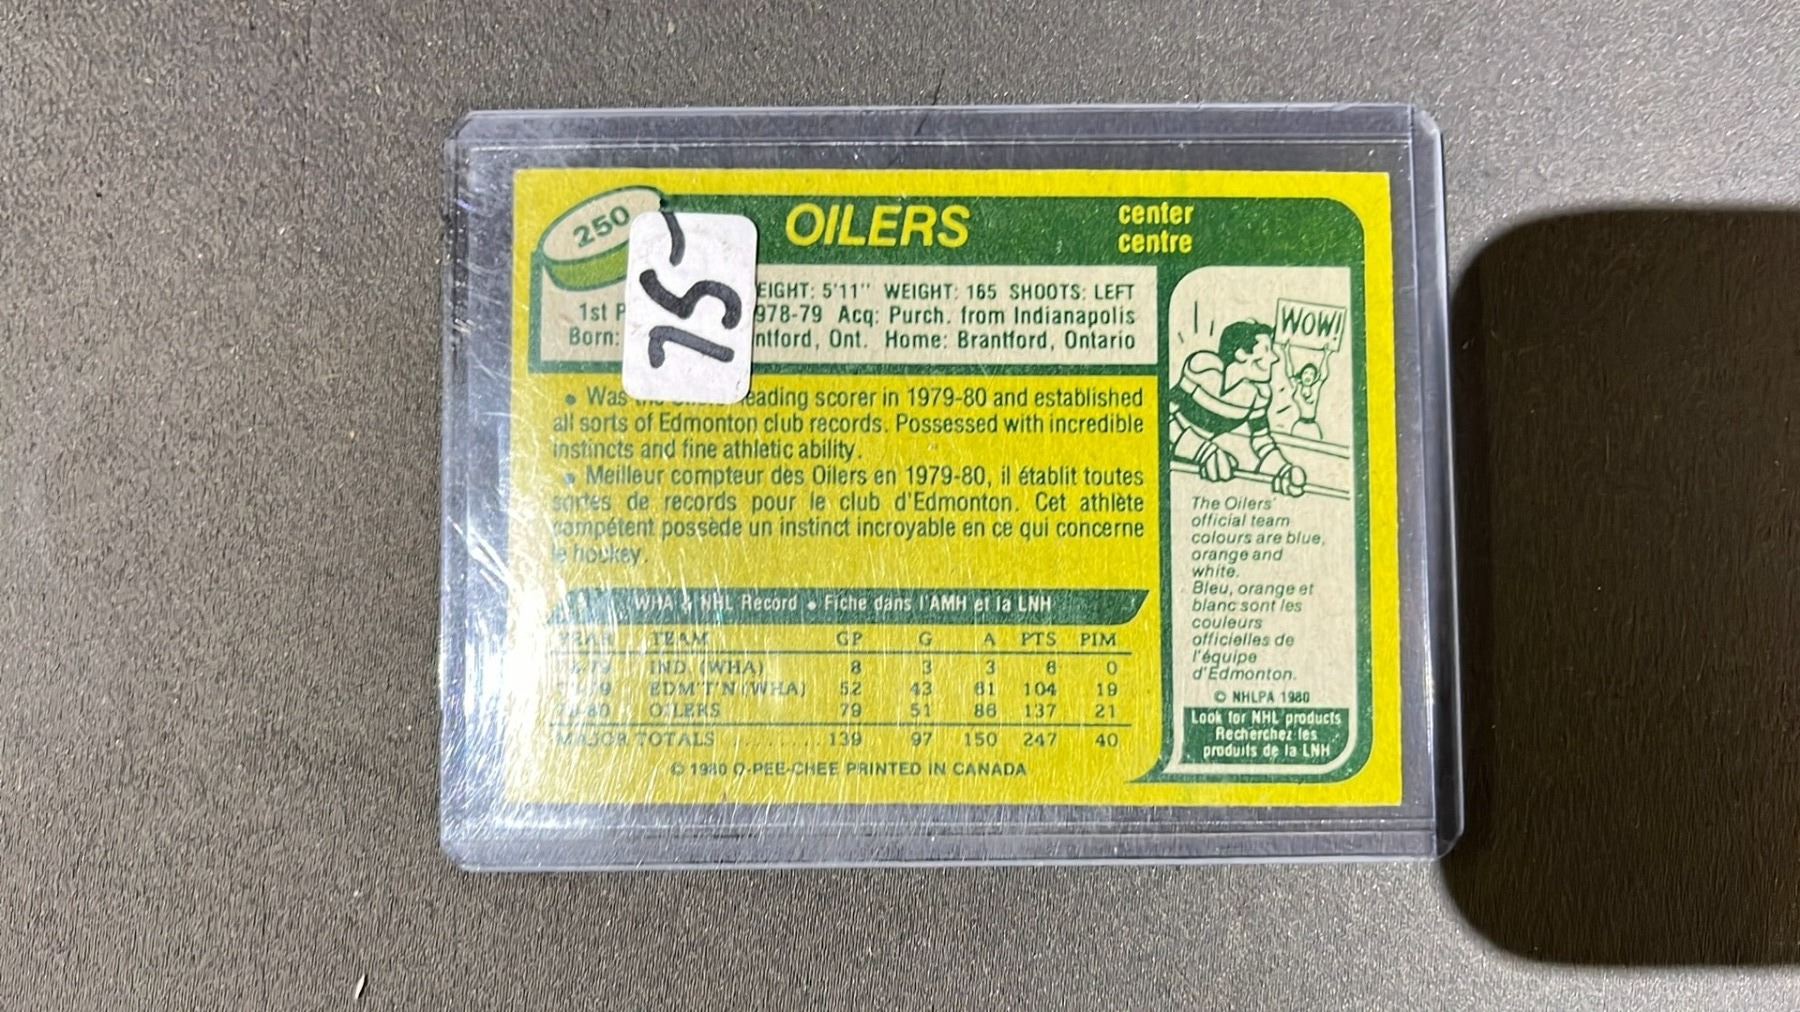 250
OILERS
center
centre
75-
EIGHT: 5'11" WEIGHT: 165 SHOOTS: LEFT
1st P 978-79 Acq: Purch. from Indianapolis
Born: ntford, Ont. Home: Brantford, Ontario
• Was leading scorer in 1979-80 and established
all sorts of Edmonton club records. Possessed with incredible
instincts and fine athletic ability.
• Meilleur compteur des Oilers en 1979-80, il établit toutes
sortes de records pour le club d'Edmonton. Cet athlète
compétent possède un instinct incroyable en ce qui concerne
le hockey.
WHA & NHL Record • Fiche dans l'AMH et la LNH
YEAR TEAM GP G A PTS PIM
78-79 IND. (WHA) 8 3 3 6 0
78-79 EDM'T'N (WHA) 52 43 61 104 19
79-80 OILERS 79 51 86 137 21
MAJOR TOTALS ......... 139 97 150 247 40
© 1980 O-PEE-CHEE PRINTED IN CANADA
WOW!
The Oilers'
official team
colours are blue,
orange and
white.
Bleu, orange et
blanc sont les
couleurs
officielles de
l'équipe
d'Edmonton.
© NHLPA 1980
Look for NHL products
Recherchez les
produits de la LNH